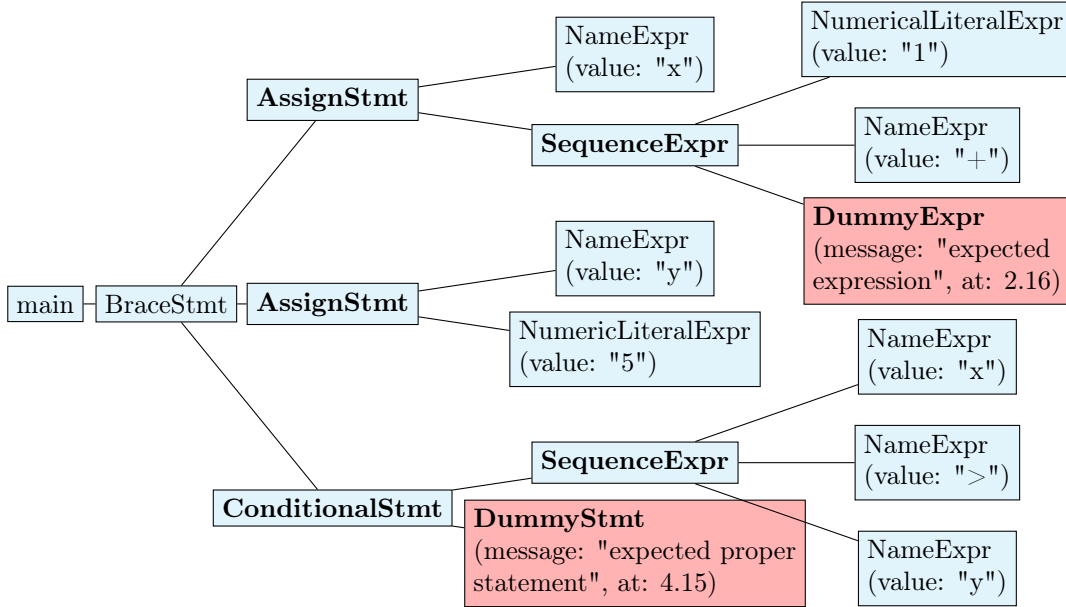 main
BraceStmt
AssignStmt
NameExpr
(value: "x")
SequenceExpr
NumericalLiteralExpr
(value: "1")
NameExpr
(value: "+")
DummyExpr
(message: "expected
expression", at: 2.16)
AssignStmt
NameExpr
(value: "y")
NumericLiteralExpr
(value: "5")
ConditionalStmt
SequenceExpr
NameExpr
(value: "x")
NameExpr
(value: ">")
NameExpr
(value: "y")
DummyStmt
(message: "expected proper
statement", at: 4.15)